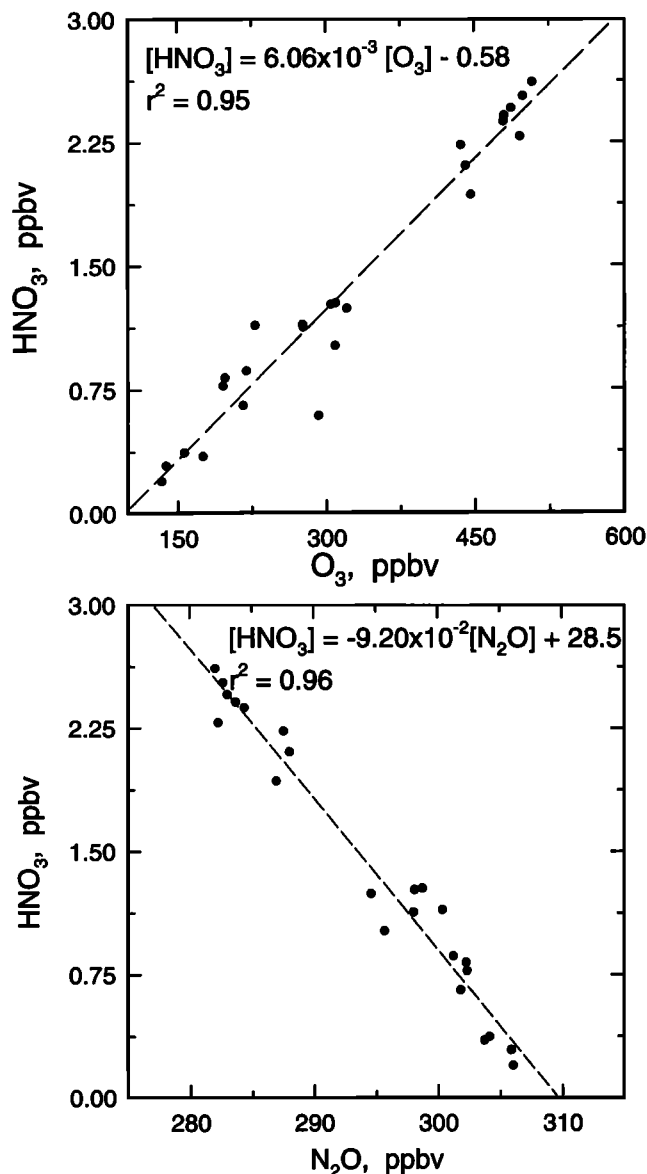 3.00
[HNO₃] = 6.06x10⁻³ [O₃] - 0.58
r² = 0.95
2.25
HNO₃, ppbv
1.50
0.75
0.00
150 300 450 600
O₃, ppbv
3.00
[HNO₃] = -9.20x10⁻²[N₂O] + 28.5
r² = 0.96
2.25
HNO₃, ppbv
1.50
0.75
0.00
280 290 300 310
N₂O, ppbv